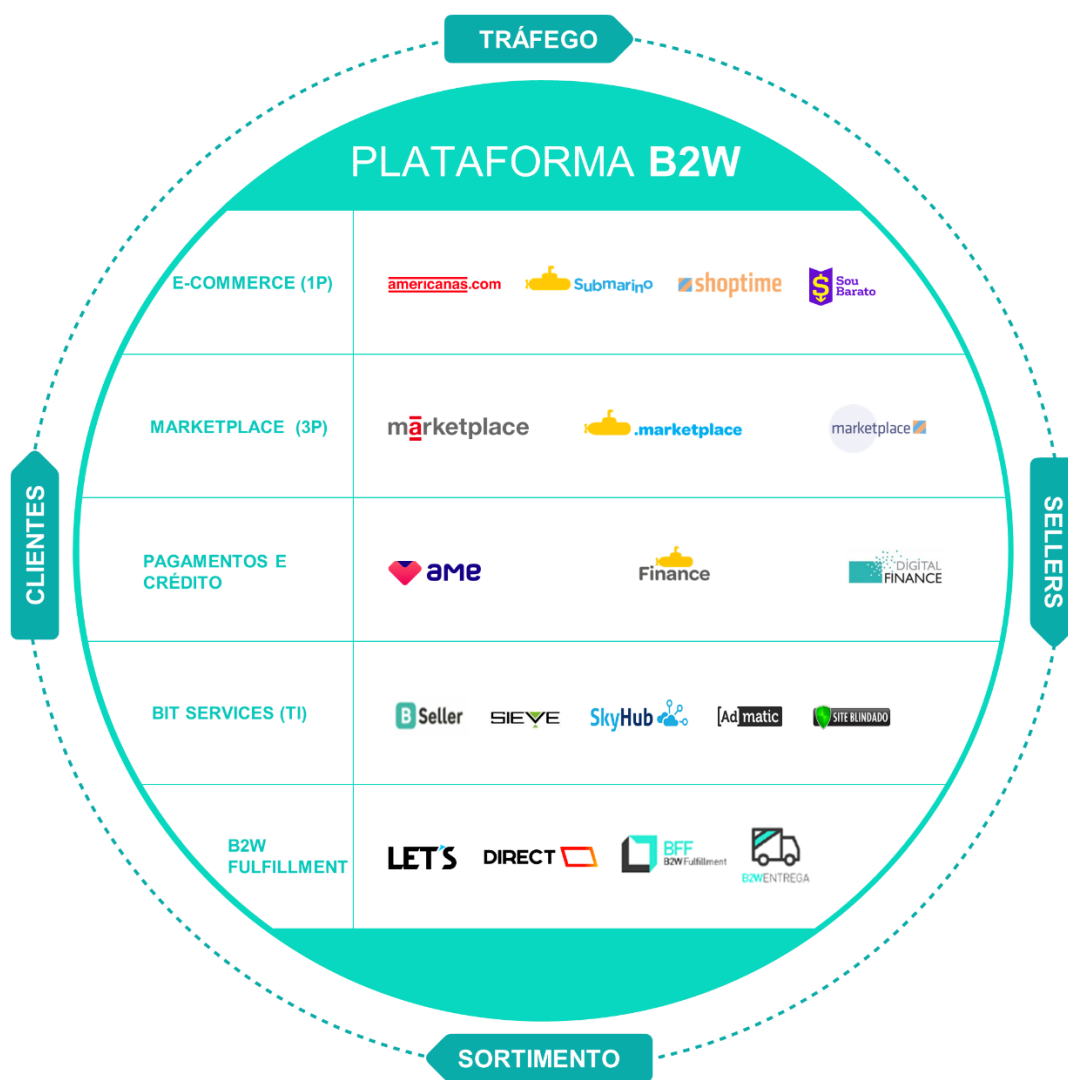 TRÁFEGO
PLATAFORMA B2W
E-COMMERCE (1P)
americanas.com
Submarino
shoptime
Sou
Barato
MARKETPLACE (3P)
marketplace
.marketplace
marketplace
CLIENTES
SELLERS
PAGAMENTOS E
CRÉDITO
ame
Finance
DIGITAL
FINANCE
BIT SERVICES (TI)
B Seller
SIEVE
SkyHub
[Ad]matic
SITE BLINDADO
B2W
FULFILLMENT
LET'S
DIRECT
BFF
B2W Fulfillment
B2WENTREGA
SORTIMENTO